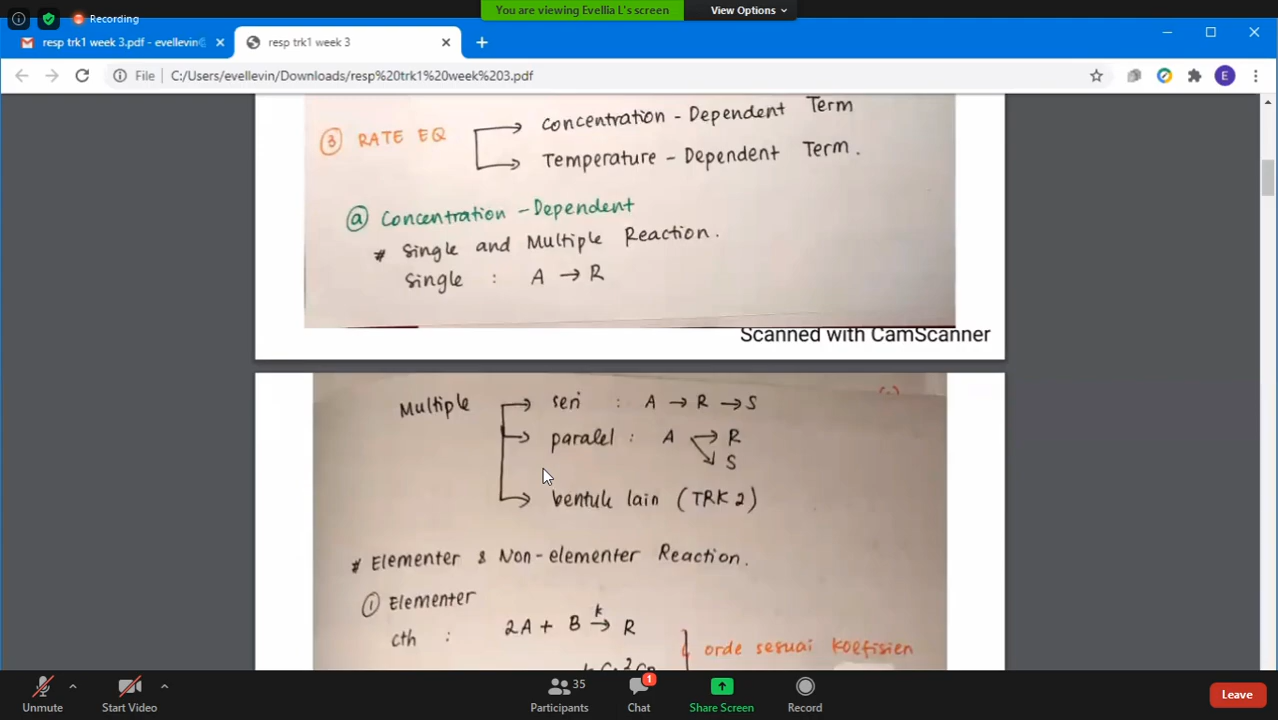 You are viewing Evellia L's screen
View Options
Recording
resp trk1 week 3.pdf - evellevin@
resp trk1 week 3
File
C:/Users/evellevin/Downloads/resp%20trk1%20week%203.pdf
E
③ RATE EQ → Concentration - Dependent Term
→ Temperature - Dependent Term.
ⓐ Concentration - Dependent
* Single and Multiple Reaction.
Single : A → R
Scanned with CamScanner
Multiple → seri : A → R → S
→ paralel : A → R
↘ S
→ bentuk lain (TRK 2)
* Elementer & Non-elementer Reaction.
① Elementer
cth : 2A + B →k R
orde sesuai koefisien
Unmute
Start Video
35
Participants
1
Chat
Share Screen
Record
Leave